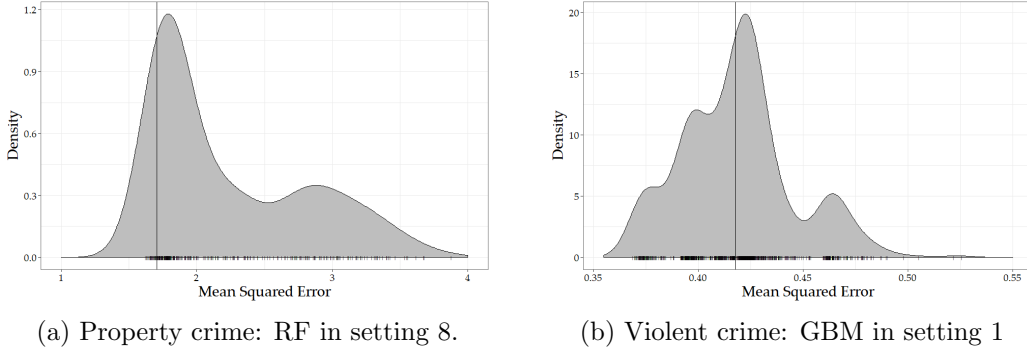 1.2
0.9
0.6
0.3
0.0
Density
1 2 3 4
Mean Squared Error
(a) Property crime: RF in setting 8.
20
15
10
5
0
Density
0.35 0.40 0.45 0.50 0.55
Mean Squared Error
(b) Violent crime: GBM in setting 1